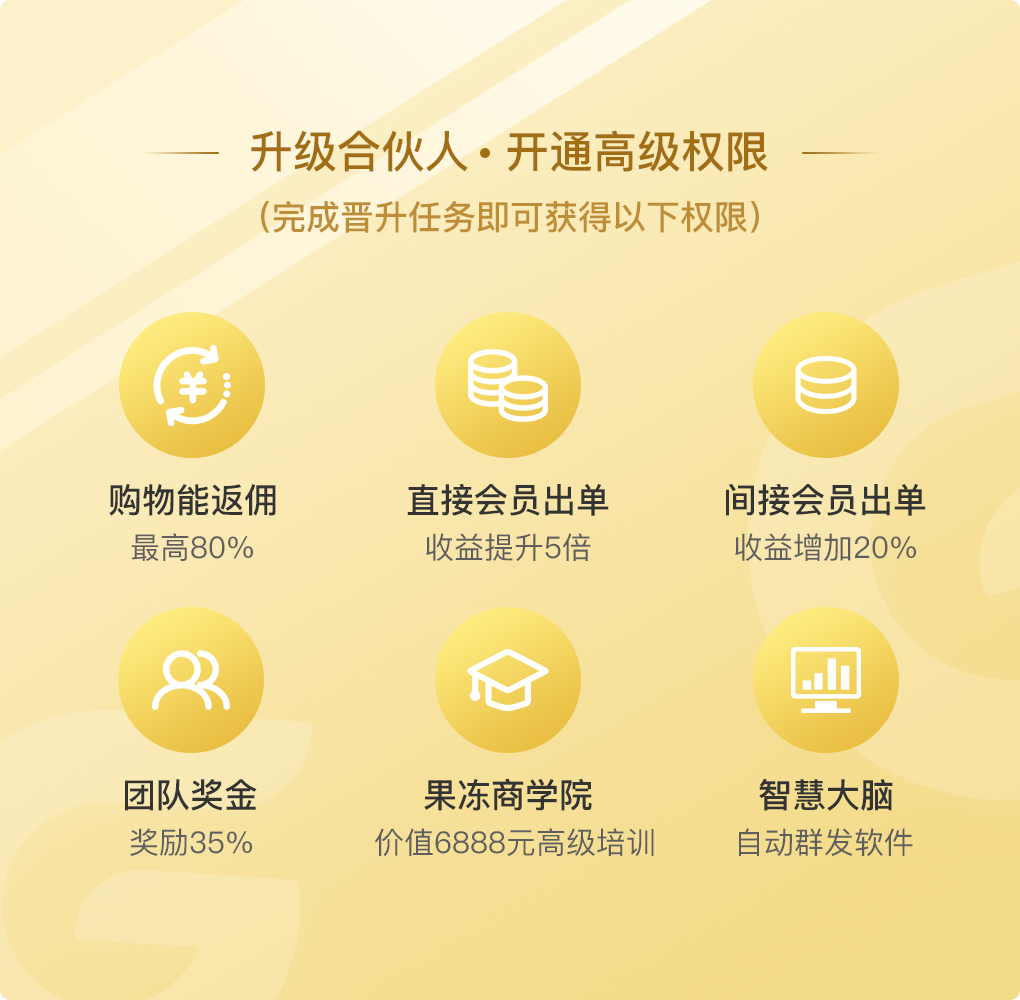 升级合伙人·开通高级权限
（完成晋升任务即可获得以下权限）
购物能返佣
最高80%
直接会员出单
收益提升5倍
间接会员出单
收益增加20%
团队奖金
奖励35%
果冻商学院
价值6888元高级培训
智慧大脑
自动群发软件